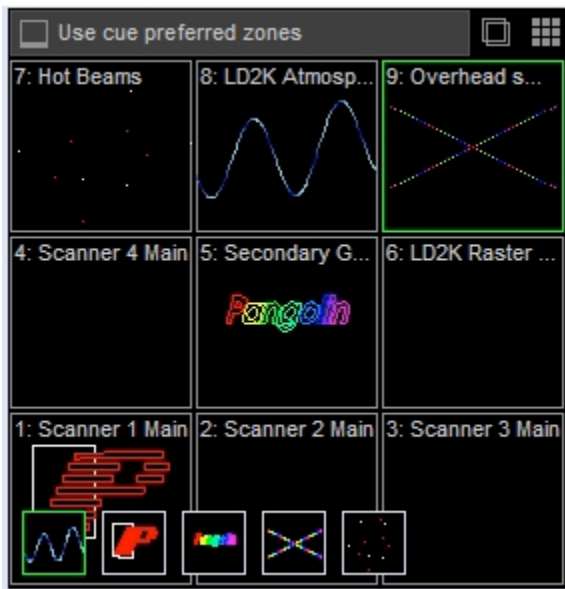 Use cue preferred zones
7: Hot Beams
8: LD2K Atmosp...
9: Overhead s...
4: Scanner 4 Main
5: Secondary G...
6: LD2K Raster ...
Pangolin
1: Scanner 1 Main
2: Scanner 2 Main
3: Scanner 3 Main
P